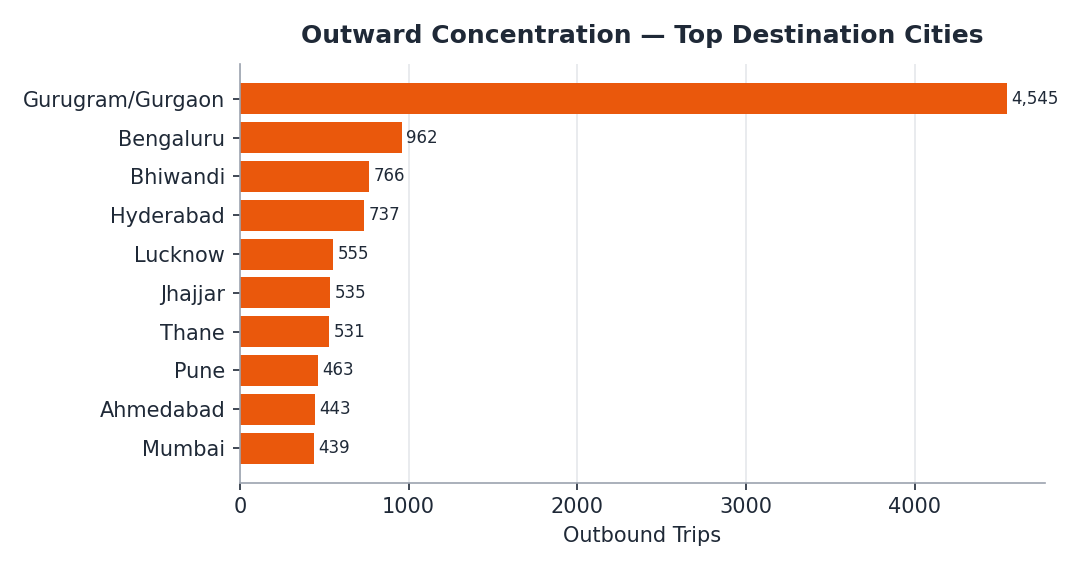 Outward Concentration — Top Destination Cities
Gurugram/Gurgaon 4,545
Bengaluru 962
Bhiwandi 766
Hyderabad 737
Lucknow 555
Jhajjar 535
Thane 531
Pune 463
Ahmedabad 443
Mumbai 439
0 1000 2000 3000 4000
Outbound Trips